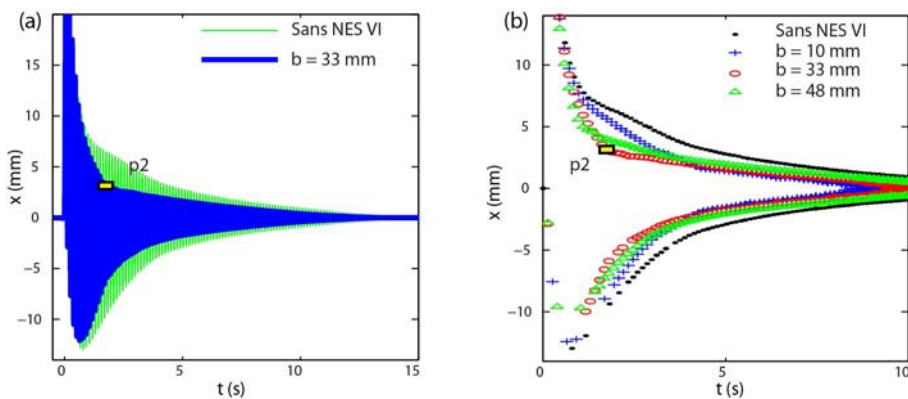 (a)
Sans NES VI
b = 33 mm
15
10
5
0
−5
−10
x (mm)
p2
0
5
10
15
t (s)
(b)
Sans NES VI
b = 10 mm
b = 33 mm
b = 48 mm
10
5
0
−5
−10
x (mm)
p2
0
5
10
t (s)